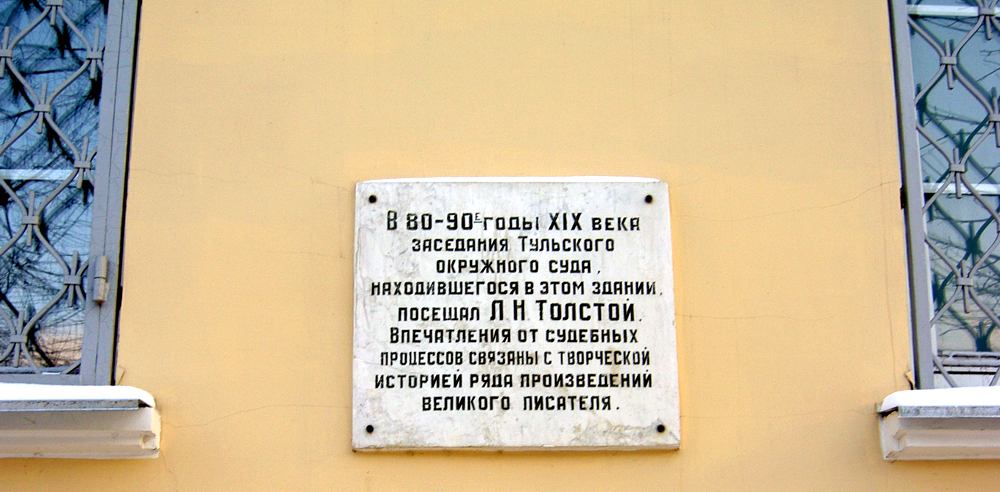 В 80-90Е ГОДЫ XIX ВЕКА
ЗАСЕДАНИЯ ТУЛЬСКОГО
ОКРУЖНОГО СУДА,
НАХОДИВШЕГОСЯ В ЭТОМ ЗДАНИИ,
ПОСЕЩАЛ Л.Н.ТОЛСТОЙ.
ВПЕЧАТЛЕНИЯ ОТ СУДЕБНЫХ
ПРОЦЕССОВ СВЯЗАНЫ С ТВОРЧЕСКОЙ
ИСТОРИЕЙ РЯДА ПРОИЗВЕДЕНИЙ
ВЕЛИКОГО ПИСАТЕЛЯ.